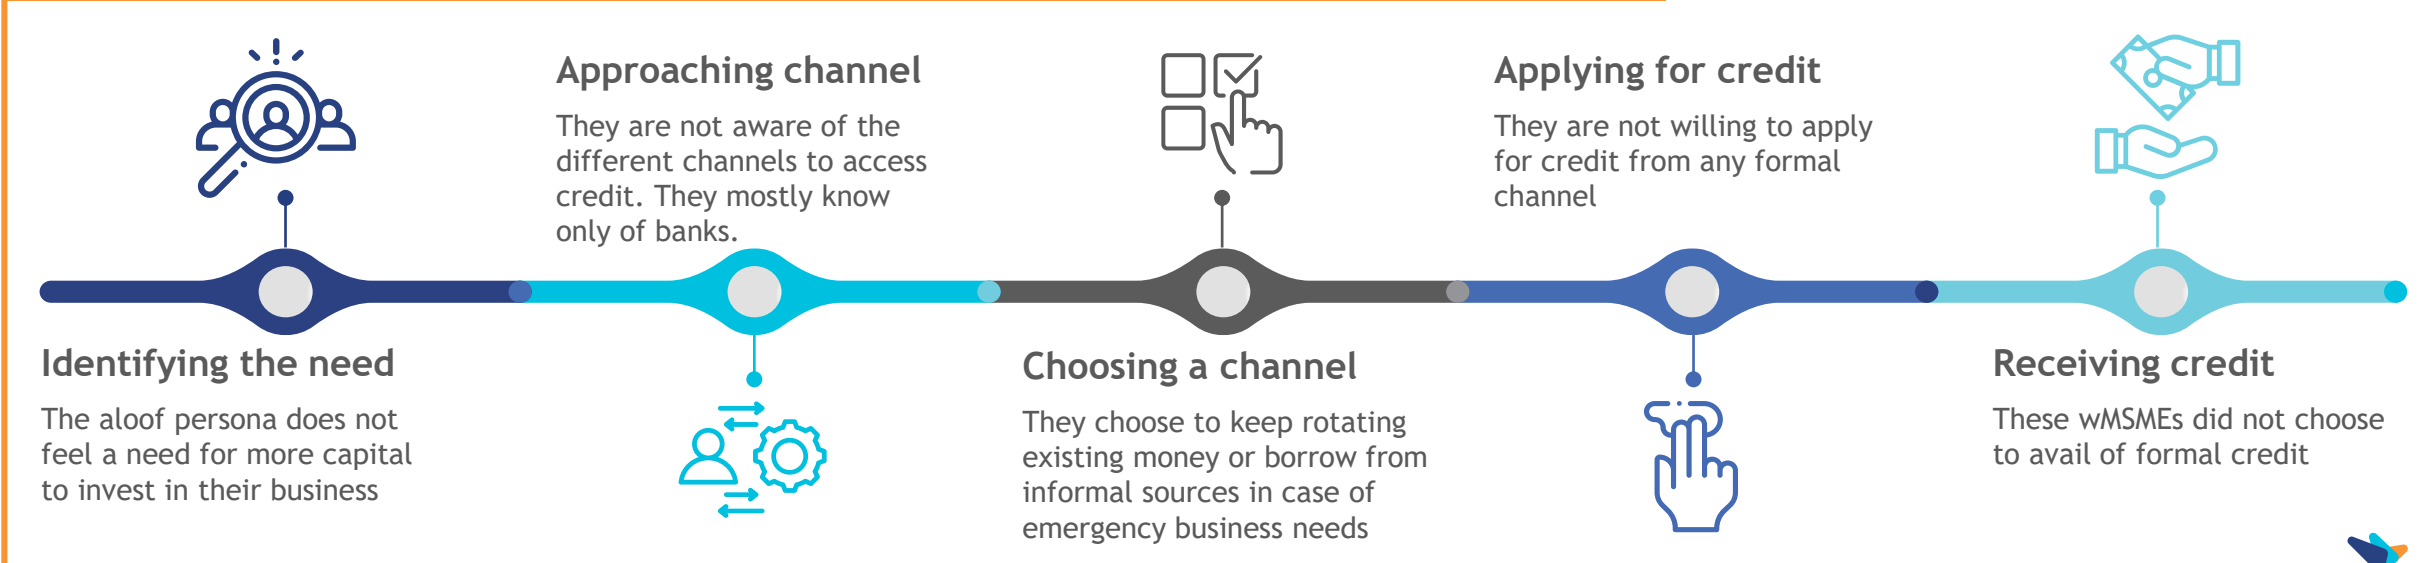 Identifying the need
The aloof persona does not
feel a need for more capital
to invest in their business
Approaching channel
They are not aware of the
different channels to access
credit. They mostly know
only of banks.
Choosing a channel
They choose to keep rotating
existing money or borrow from
informal sources in case of
emergency business needs
Applying for credit
They are not willing to apply
for credit from any formal
channel
Receiving credit
These wMSMEs did not choose
to avail of formal credit